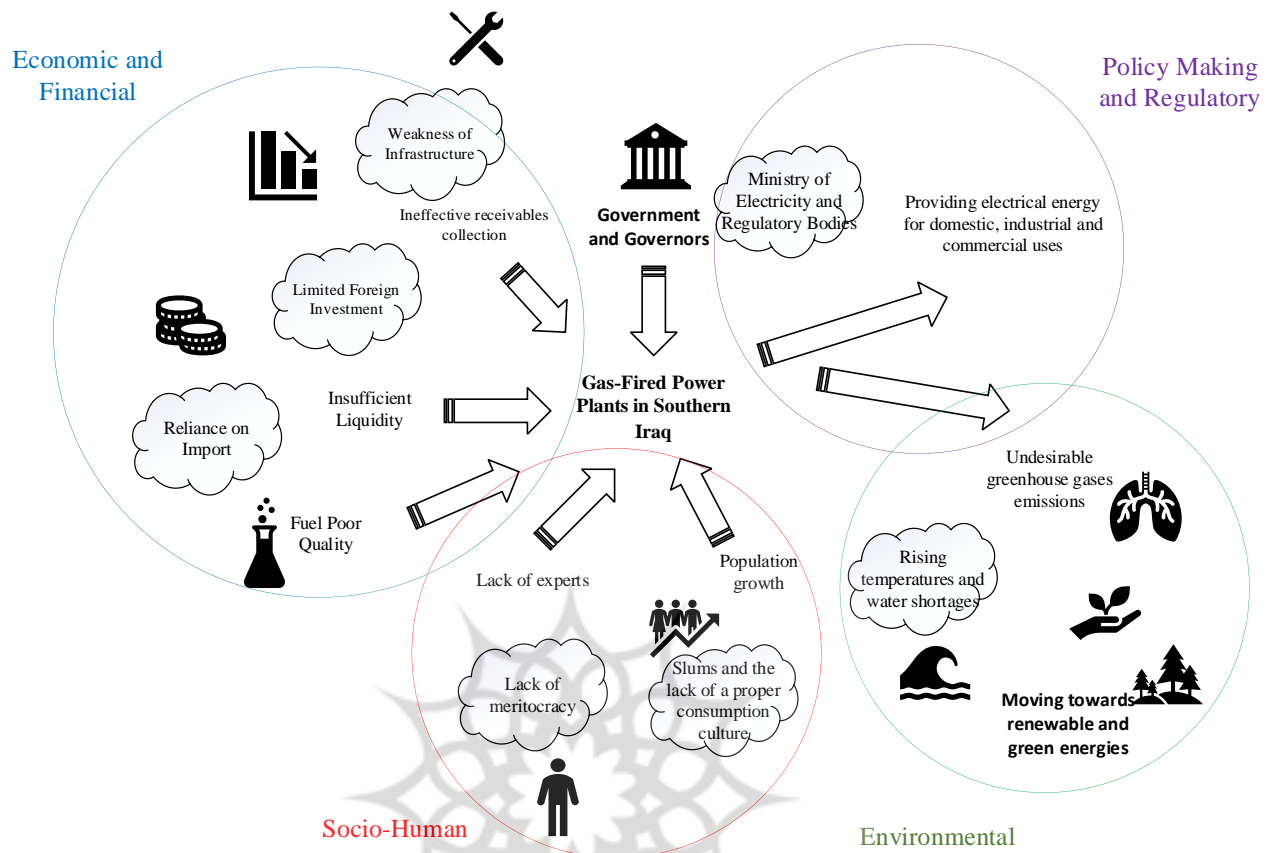 Economic and
Financial
Policy Making
and Regulatory
Weakness of
Infrastructure
Ineffective receivables
collection
Government
and Governors
Ministry of
Electricity and
Regulatory Bodies
Providing electrical energy
for domestic, industrial and
commercial uses
Limited Foreign
Investment
Insufficient
Liquidity
Gas-Fired Power
Plants in Southern
Iraq
Reliance on
Import
Fuel Poor
Quality
Undesirable
greenhouse gases
emissions
Rising
temperatures and
water shortages
Lack of experts
Population
growth
Lack of
meritocracy
Slums and the
lack of a proper
consumption
culture
Moving towards
renewable and
green energies
Socio-Human
Environmental